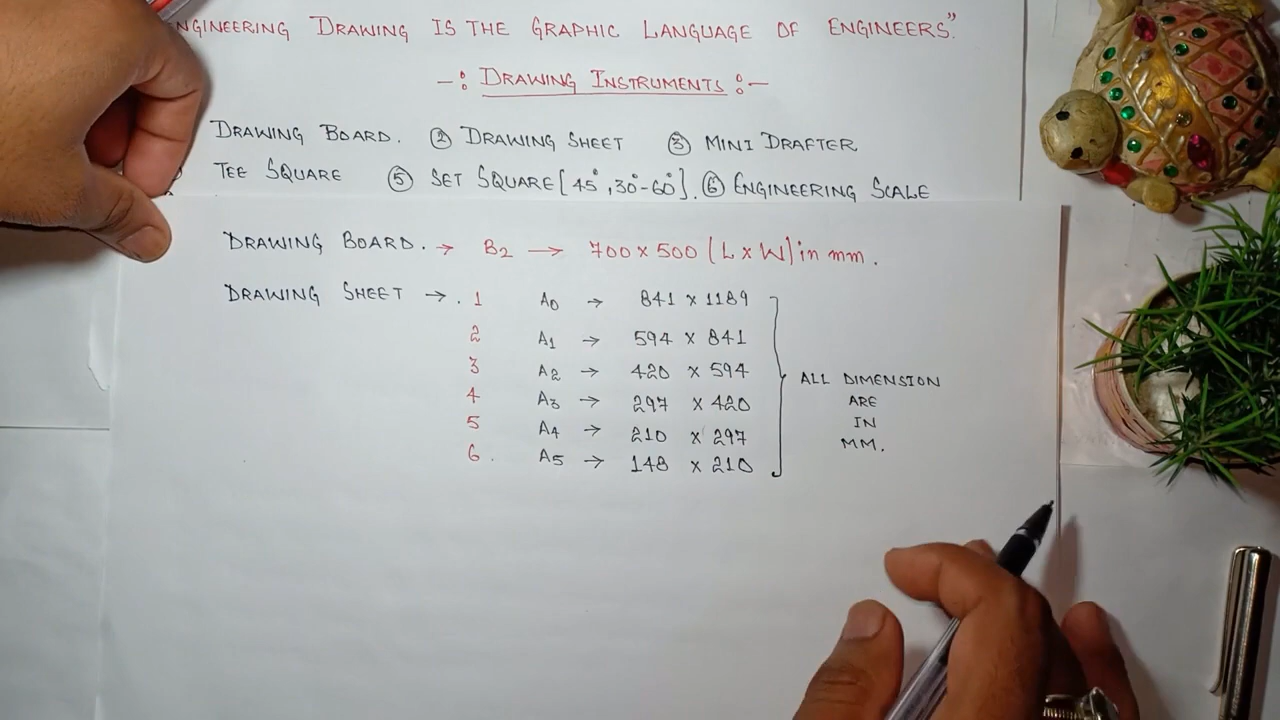 NGINEERING DRAWING IS THE GRAPHIC LANGUAGE OF ENGINEERS."
-: DRAWING INSTRUMENTS :-
DRAWING BOARD. ② DRAWING SHEET ③ MINI DRAFTER
TEE SQUARE ⑤ SET SQUARE [45°, 30°-60°]. ⑥ ENGINEERING SCALE
DRAWING BOARD. → B2 → 700 x 500 (L x W) in mm.
DRAWING SHEET → . 1 A0 → 841 x 1189
2 A1 → 594 x 841
3 A2 → 420 x 594
4 A3 → 297 x 420
5 A4 → 210 x 297
6. A5 → 148 x 210
ALL DIMENSION
ARE
IN
MM.